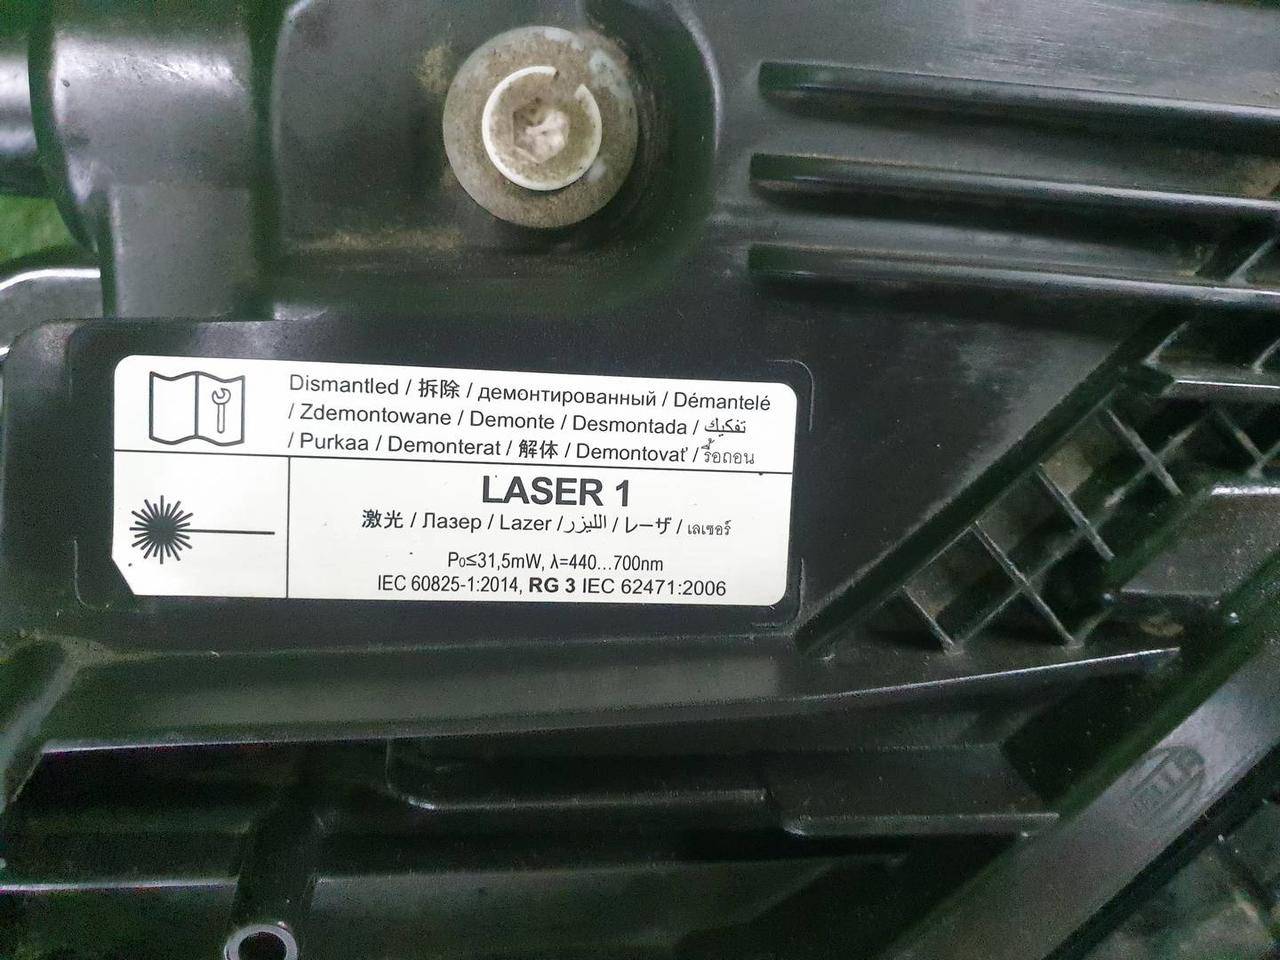 Dismantled / 拆除 / демонтированный / Démantelé
/ Zdemontowane / Demonte / Desmontada / تفكيك
/ Purkaa / Demonterat / 解体 / Demontovať / รื้อถอน
LASER 1
激光 / Лазер / Lazer / الليزر / レーザ / เลเซอร์
P₀≤31,5mW, λ=440...700nm
IEC 60825-1:2014, RG 3 IEC 62471:2006
HELLA